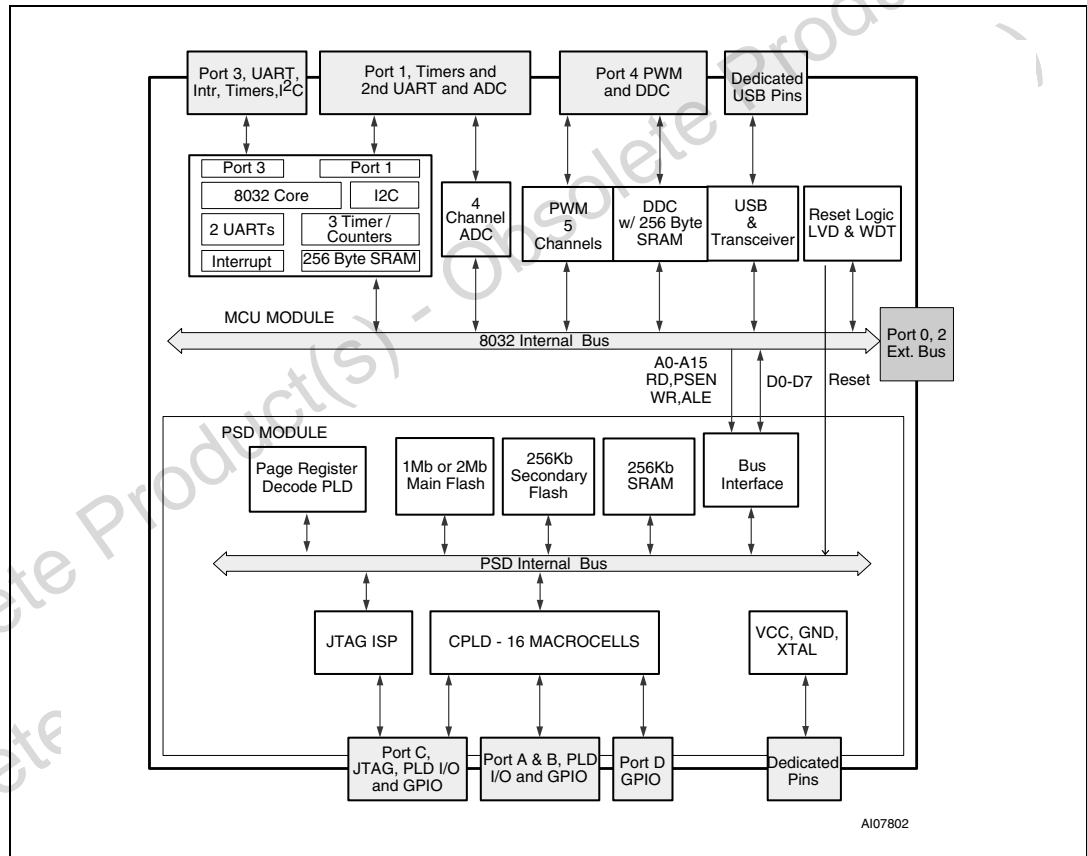 Port 3, UART,
Intr, Timers,I2C
Port 1, Timers and
2nd UART and ADC
Port 4 PWM
and DDC
Dedicated
USB Pins
Port 3
Port 1
8032 Core
I2C
2 UARTs
3 Timer /
Counters
Interrupt
256 Byte SRAM
4
Channel
ADC
PWM
5
Channels
DDC
w/ 256 Byte
SRAM
USB
&
Transceiver
Reset Logic
LVD & WDT
MCU MODULE
8032 Internal Bus
Port 0, 2
Ext. Bus
A0-A15
RD,PSEN
WR,ALE
D0-D7
Reset
PSD MODULE
Page Register
Decode PLD
1Mb or 2Mb
Main Flash
256Kb
Secondary
Flash
256Kb
SRAM
Bus
Interface
PSD Internal Bus
JTAG ISP
CPLD - 16 MACROCELLS
VCC, GND,
XTAL
Port C,
JTAG, PLD I/O
and GPIO
Port A & B, PLD
I/O and GPIO
Port D
GPIO
Dedicated
Pins
AI07802
ete Product(s) - Obsolete Product(s)
ete